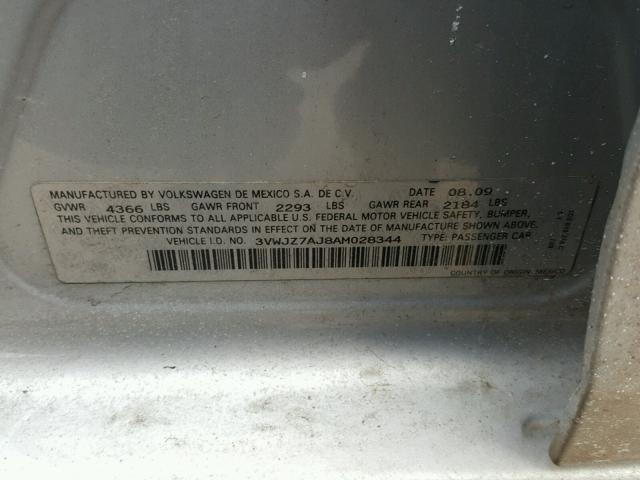 MANUFACTURED BY VOLKSWAGEN DE MEXICO S.A. DE C.V. DATE 08.09
GVWR 4366 LBS GAWR FRONT 2293 LBS GAWR REAR 2184 LBS
THIS VEHICLE CONFORMS TO ALL APPLICABLE U.S. FEDERAL MOTOR VEHICLE SAFETY, BUMPER,
AND THEFT PREVENTION STANDARDS IN EFFECT ON THE DATE OF MANUFACTURE SHOWN ABOVE.
VEHICLE I.D. NO. 3VWJZ7AJ8AM028344 TYPE: PASSENGER CAR
COUNTRY OF ORIGIN: MEXICO